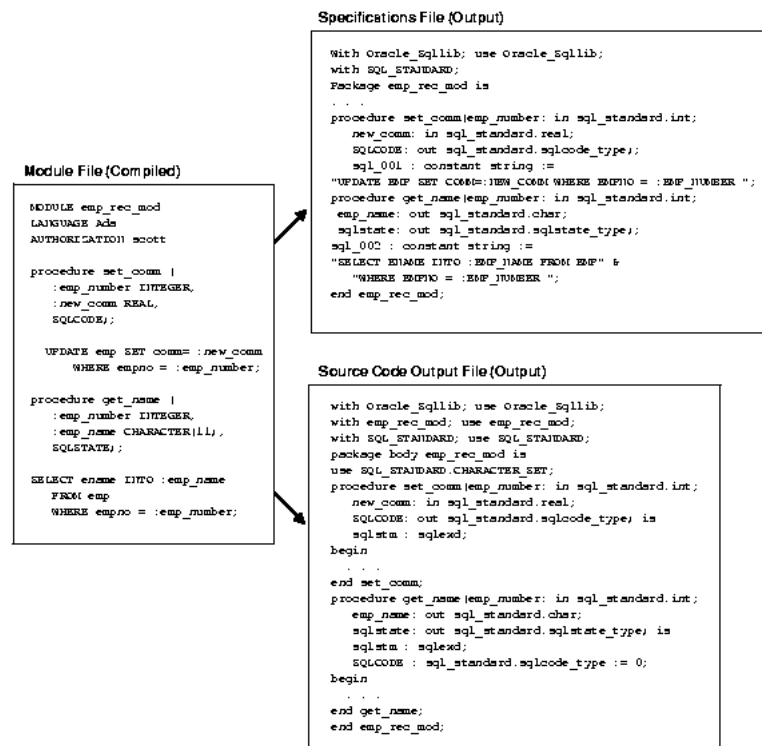 Specifications File (Output)
With Oracle_Sqllib; use Oracle_Sqllib;
with SQL_STANDARD;
Package emp_rec_mod is
. . .
procedure set_comm(emp_number: in sql_standard.int;
new_comm: in sql_standard.real;
SQLCODE: out sql_standard.sqlcode_type);
sql_001 : constant string :=
"UPDATE EMP SET COMM=:NEW_COMM WHERE EMPNO = :EMP_NUMBER ";
procedure get_name(emp_number: in sql_standard.int;
emp_name: out sql_standard.char;
sqlstate: out sql_standard.sqlstate_type);
sql_002 : constant string :=
"SELECT ENAME INTO :EMP_NAME FROM EMP" &
"WHERE EMPNO = :EMP_NUMBER ";
end emp_rec_mod;
Module File (Compiled)
MODULE emp_rec_mod
LANGUAGE Ada
AUTHORIZATION scott
procedure set_comm (
:emp_number INTEGER,
:new_comm REAL,
SQLCODE);
UPDATE emp SET comm= :new_comm
WHERE empno = :emp_number;
procedure get_name (
:emp_number INTEGER,
:emp_name CHARACTER(11),
SQLSTATE);
SELECT ename INTO :emp_name
FROM emp
WHERE empno = :emp_number;
Source Code Output File (Output)
with Oracle_Sqllib; use Oracle_Sqllib;
with emp_rec_mod; use emp_rec_mod;
with SQL_STANDARD; use SQL_STANDARD;
package body emp_rec_mod is
use SQL_STANDARD.CHARACTER_SET;
procedure set_comm(emp_number: in sql_standard.int;
new_comm: in sql_standard.real;
SQLCODE: out sql_standard.sqlcode_type) is
sqlstm : sqlexd;
begin
. . .
end set_comm;
procedure get_name(emp_number: in sql_standard.int;
emp_name: out sql_standard.char;
sqlstate: out sql_standard.sqlstate_type) is
sqlstm : sqlexd;
SQLCODE : sql_standard.sqlcode_type := 0;
begin
. . .
end get_name;
end emp_rec_mod;